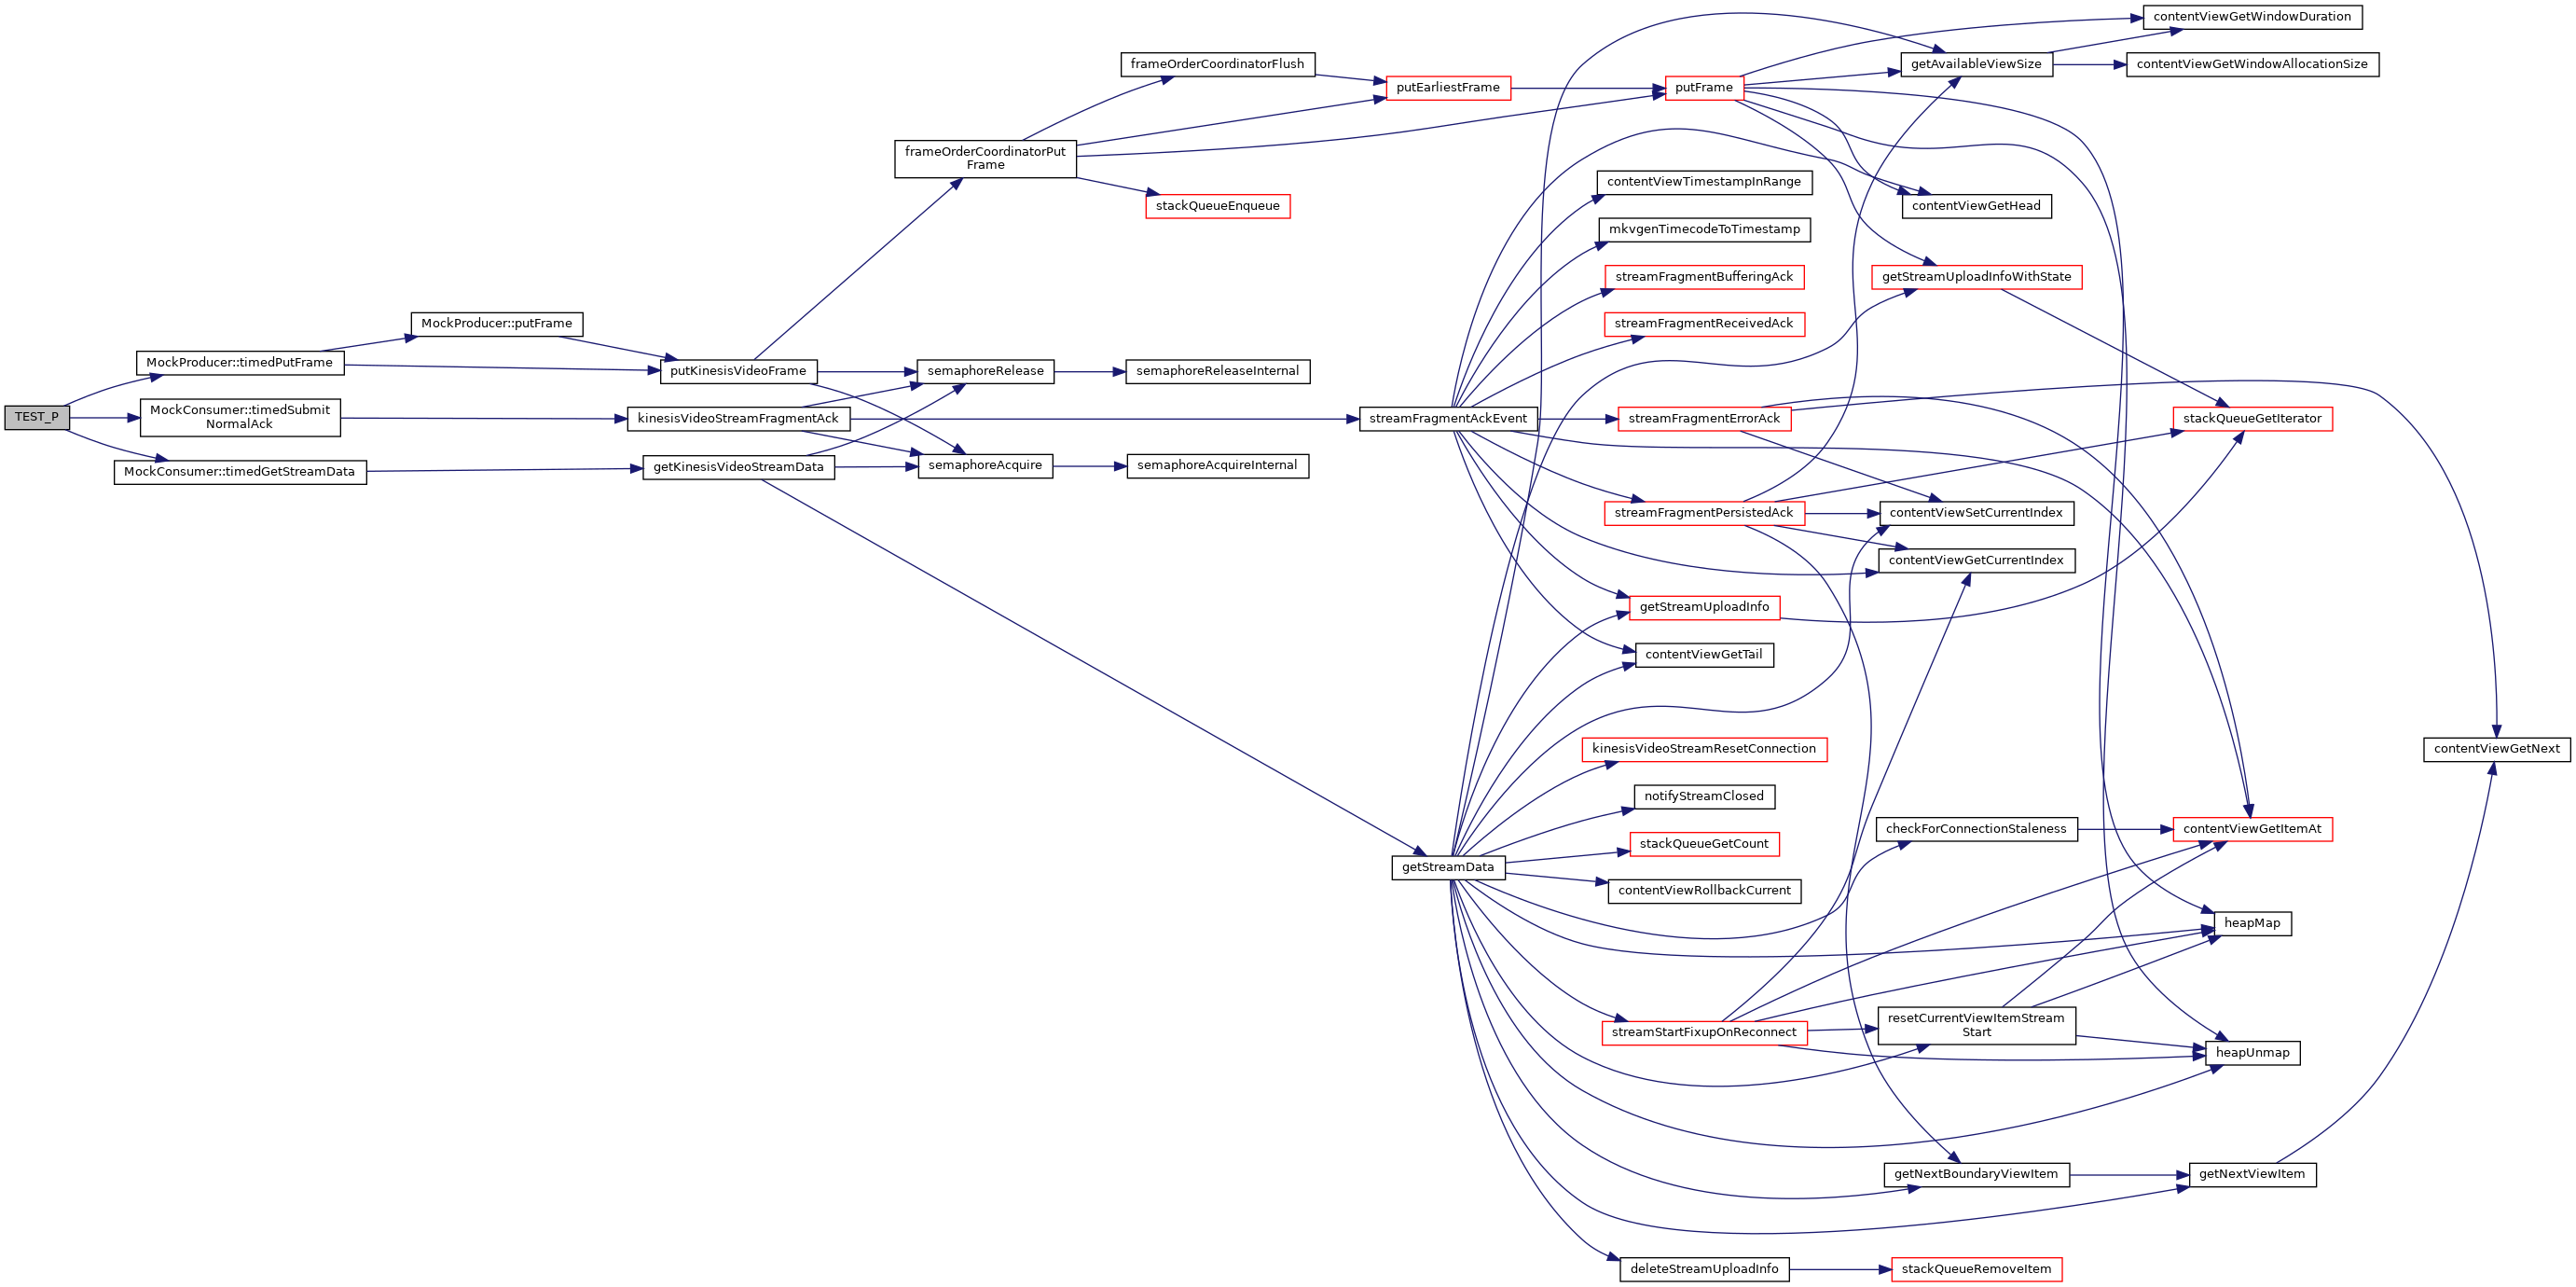 contentViewGetWindowDuration
frameOrderCoordinatorFlush
getAvailableViewSize
contentViewGetWindowAllocationSize
putEarliestFrame
putFrame
frameOrderCoordinatorPut
Frame
contentViewTimestampInRange
stackQueueEnqueue
contentViewGetHead
mkvgenTimecodeToTimestamp
streamFragmentBufferingAck
getStreamUploadInfoWithState
MockProducer::putFrame
streamFragmentReceivedAck
MockProducer::timedPutFrame
putKinesisVideoFrame
semaphoreRelease
semaphoreReleaseInternal
TEST_P
MockConsumer::timedSubmit
NormalAck
kinesisVideoStreamFragmentAck
streamFragmentAckEvent
streamFragmentErrorAck
stackQueueGetIterator
MockConsumer::timedGetStreamData
getKinesisVideoStreamData
semaphoreAcquire
semaphoreAcquireInternal
streamFragmentPersistedAck
contentViewSetCurrentIndex
contentViewGetCurrentIndex
getStreamUploadInfo
contentViewGetTail
kinesisVideoStreamResetConnection
contentViewGetNext
notifyStreamClosed
checkForConnectionStaleness
contentViewGetItemAt
stackQueueGetCount
getStreamData
contentViewRollbackCurrent
heapMap
streamStartFixupOnReconnect
resetCurrentViewItemStream
Start
heapUnmap
getNextBoundaryViewItem
getNextViewItem
deleteStreamUploadInfo
stackQueueRemoveItem